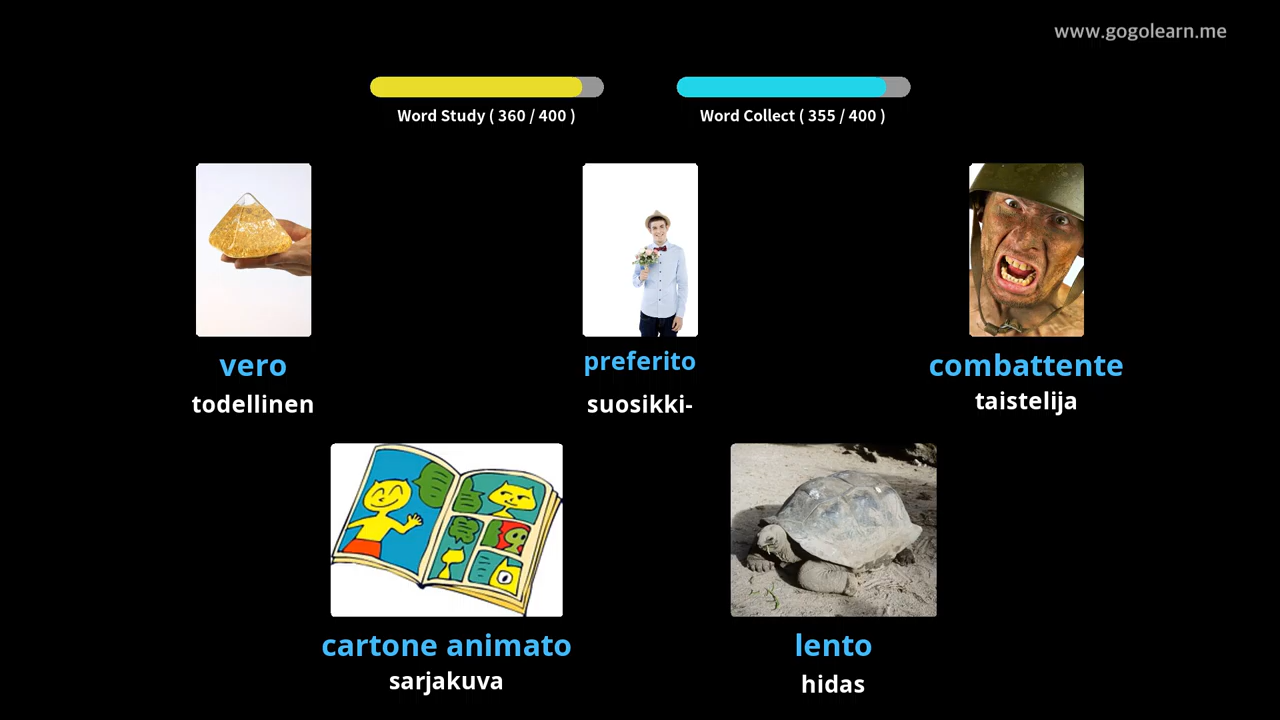 www.gogolearn.me
Word Study ( 360 / 400 )
Word Collect ( 355 / 400 )
vero
todellinen
preferito
suosikki-
combattente
taistelija
cartone animato
sarjakuva
lento
hidas